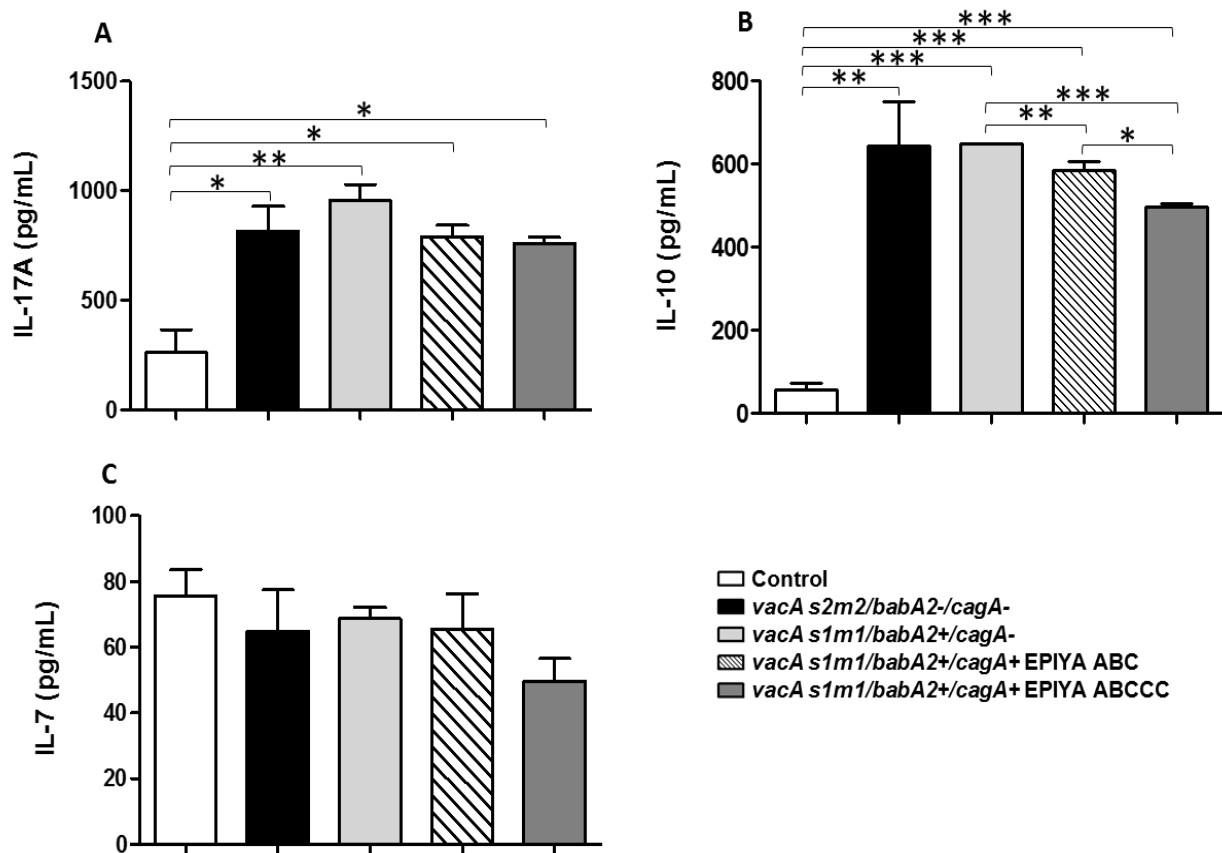 A
IL-17A (pg/mL)
1500
1000
500
0
*
*
**
*
B
IL-10 (pg/mL)
800
600
400
200
0
***
***
***
**
***
**
*
C
IL-7 (pg/mL)
100
80
60
40
20
0
Control
vacA s2m2/babA2-/cagA-
vacA s1m1/babA2+/cagA-
vacA s1m1/babA2+/cagA+ EPIYA ABC
vacA s1m1/babA2+/cagA+ EPIYA ABCCC